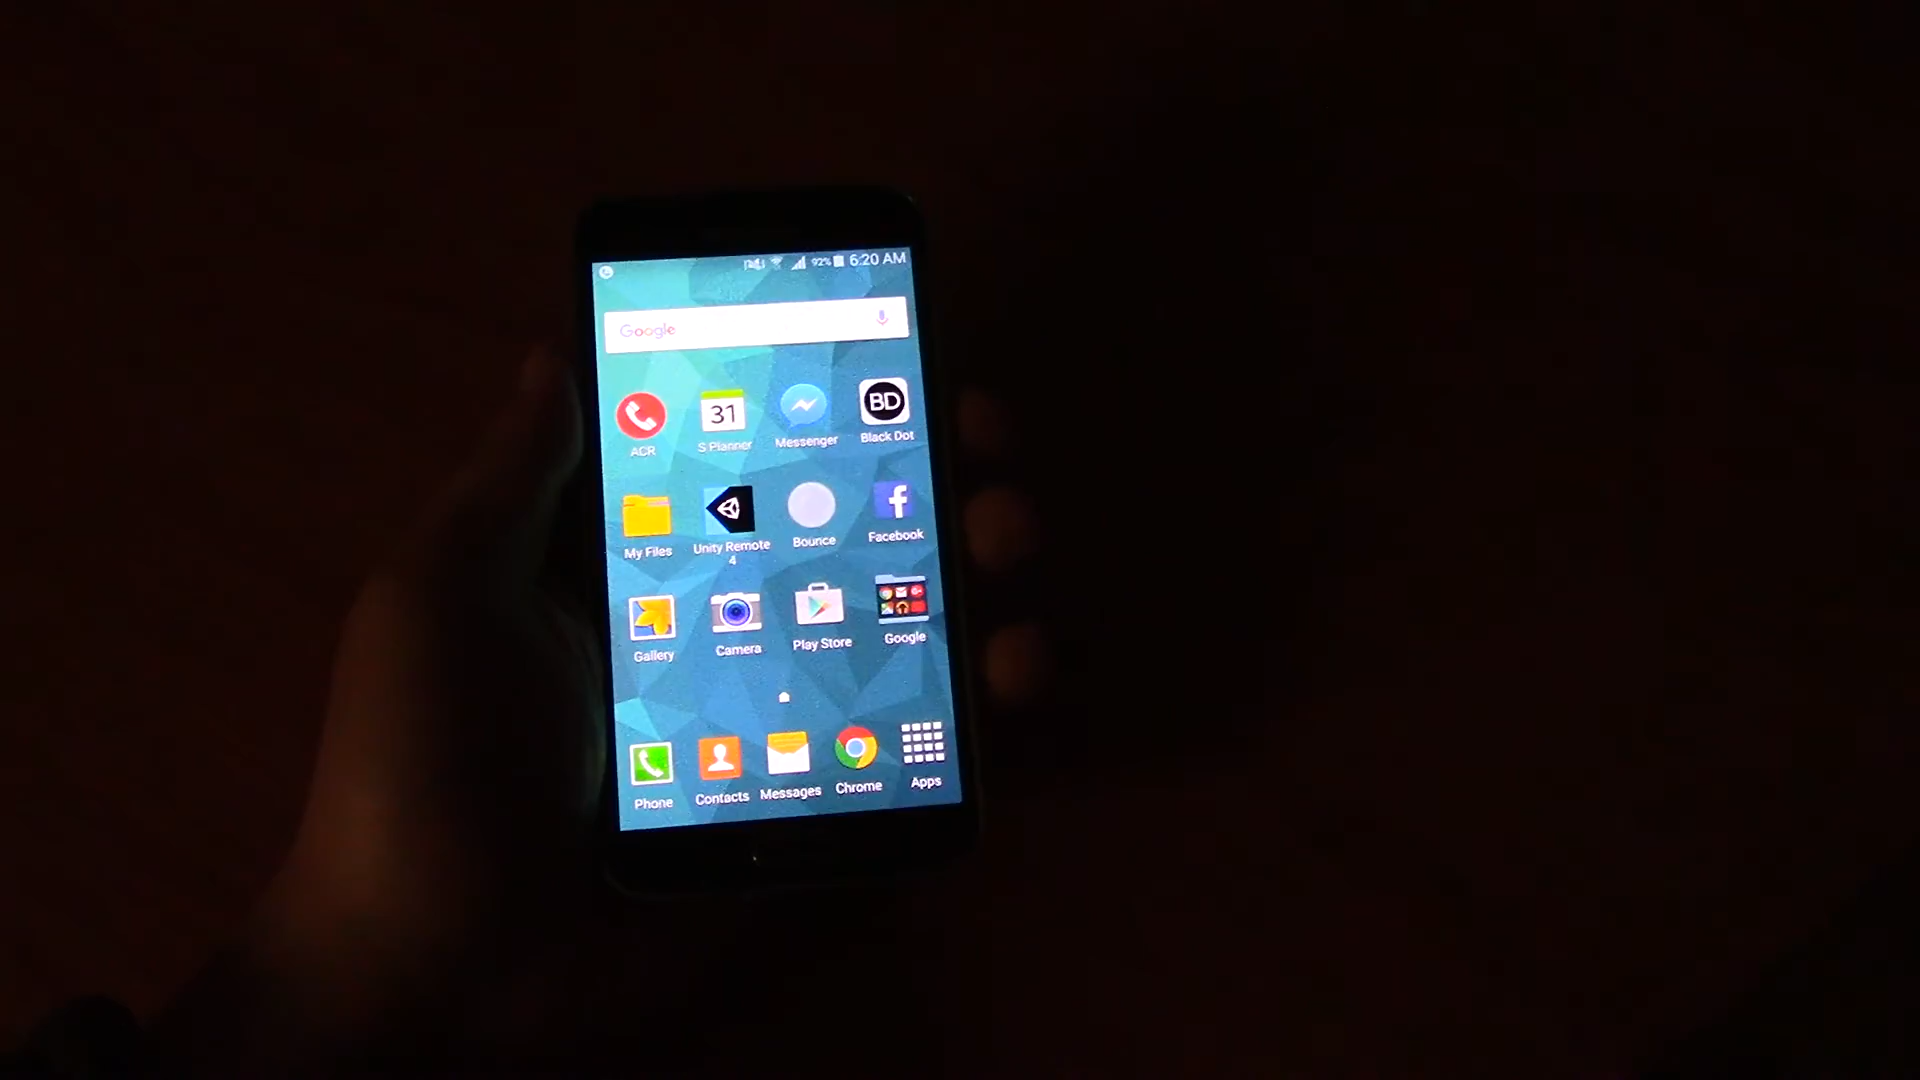 92% 6:20 AM
Google
31
BD
ACR
S Planner
Messenger
Black Dot
My Files
Unity Remote
4
Bounce
Facebook
Gallery
Camera
Play Store
Google
Phone
Contacts
Messages
Chrome
Apps